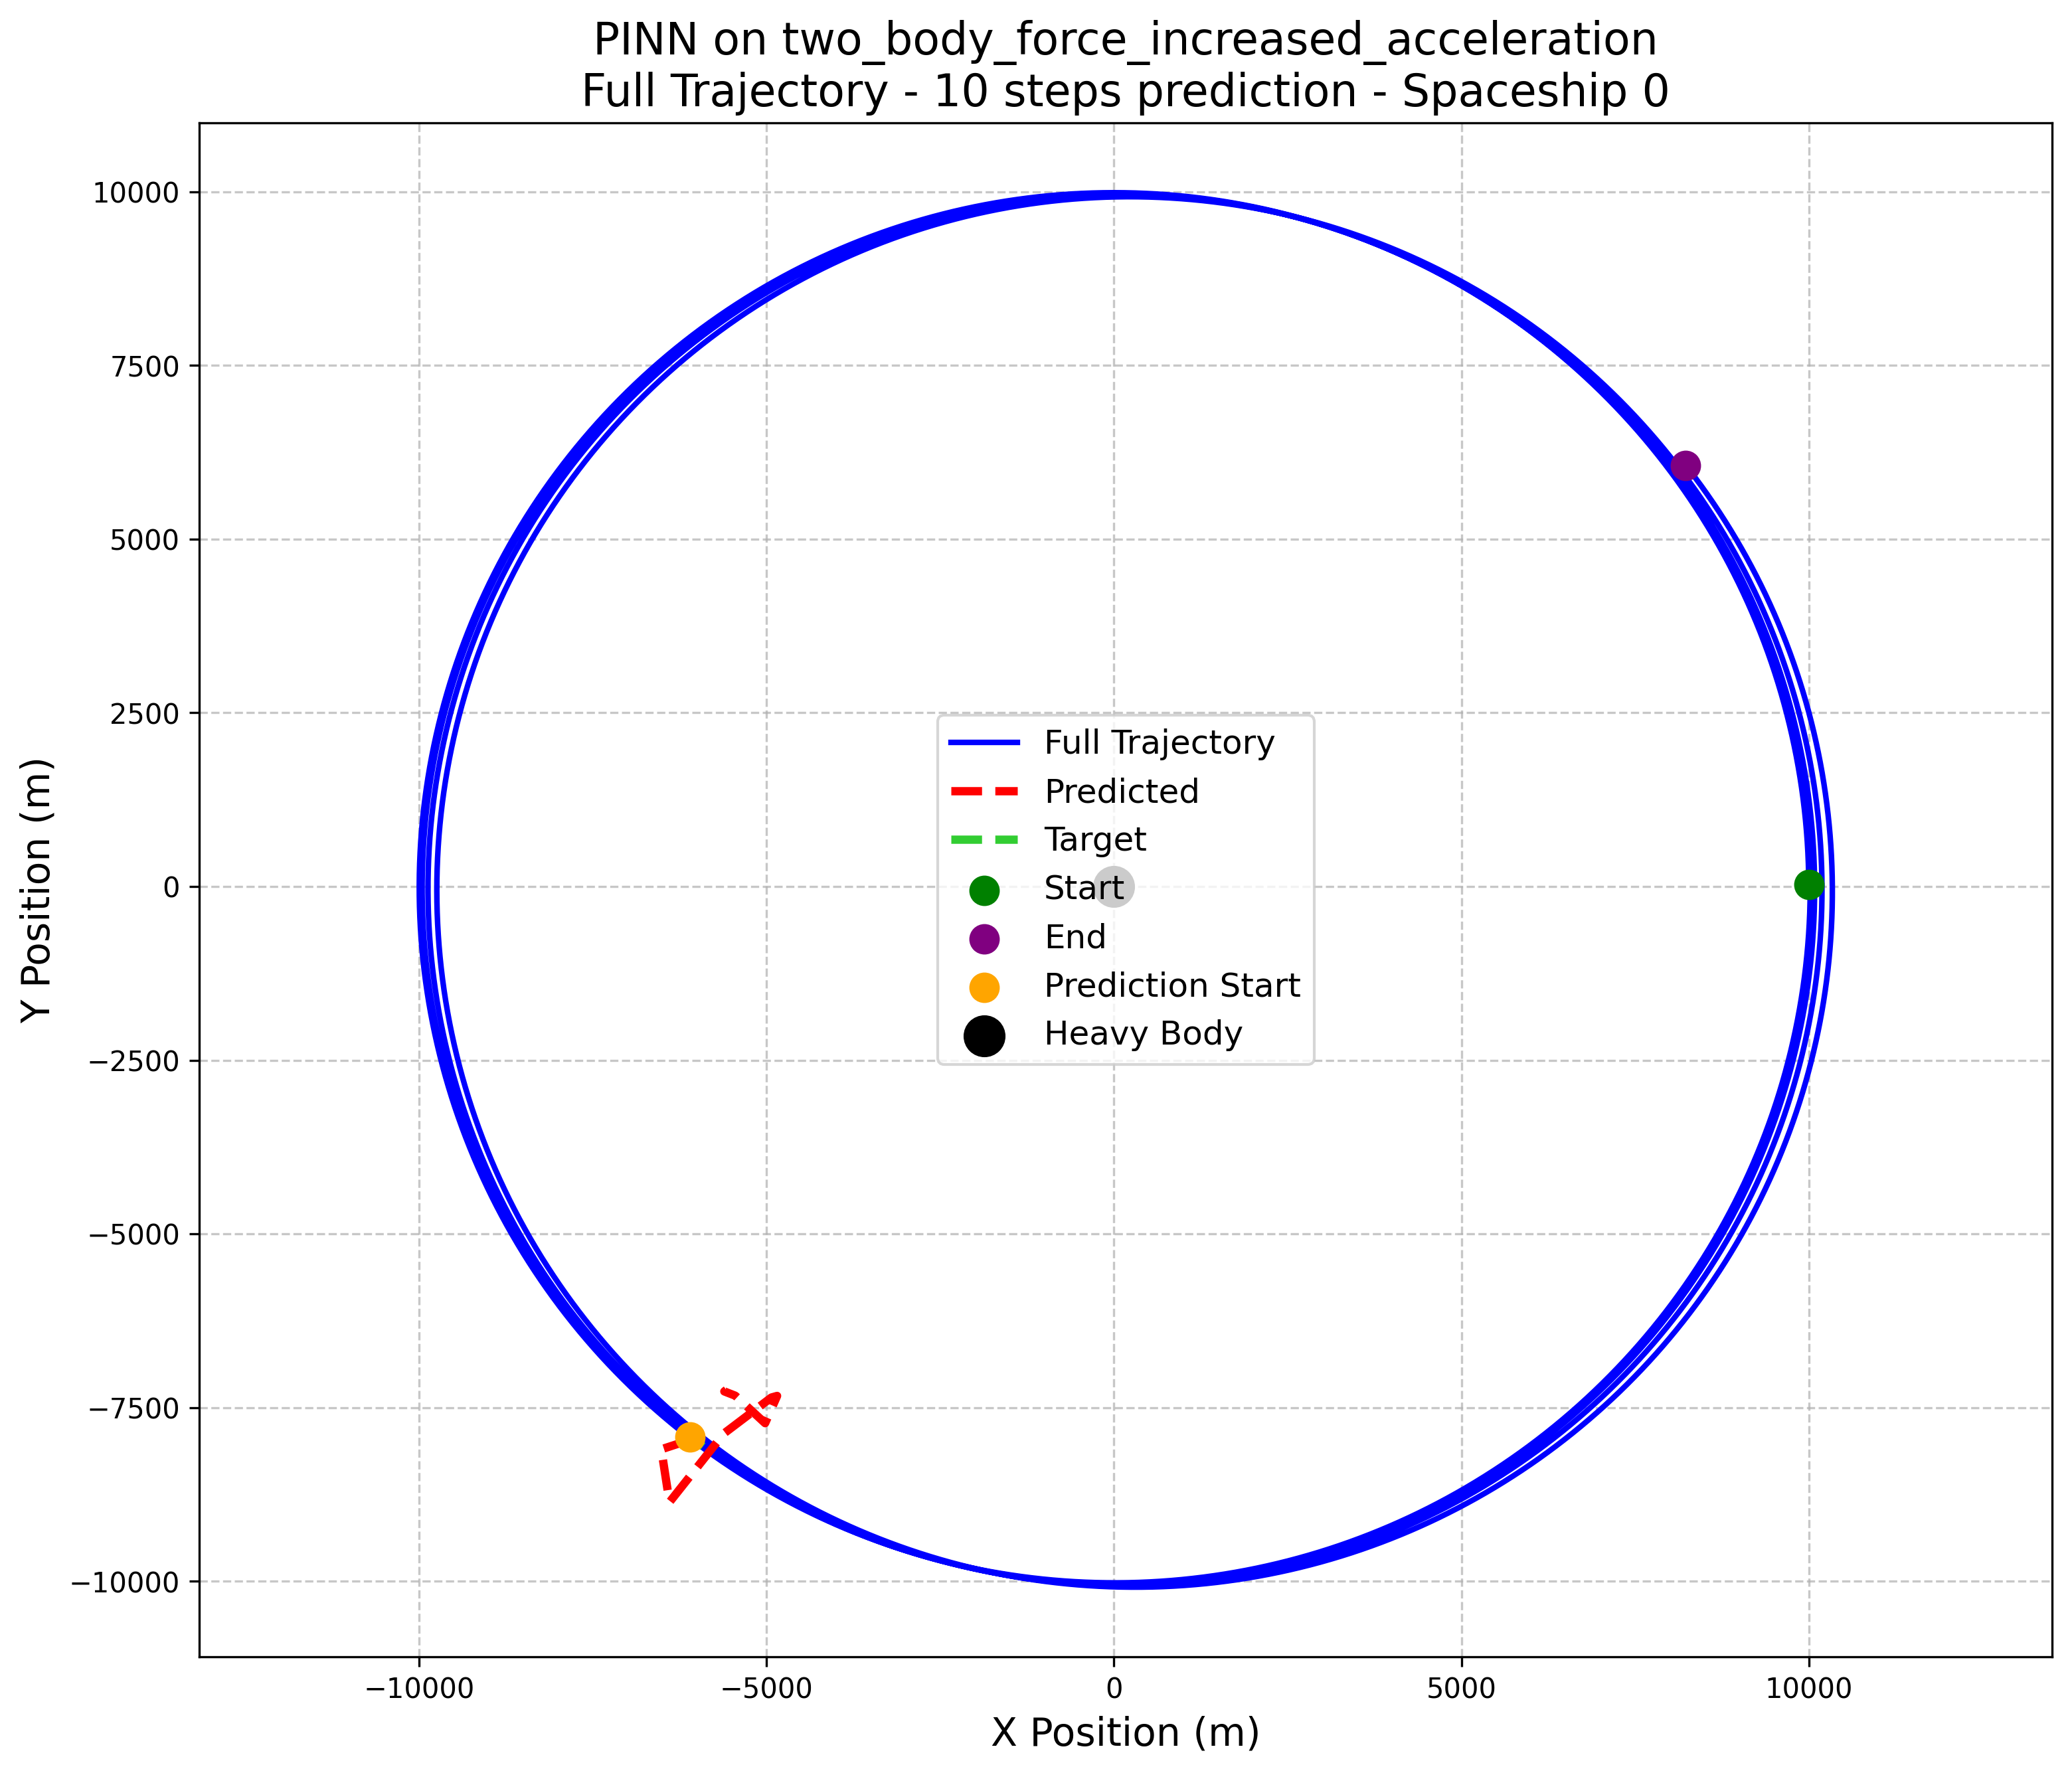 PINN on two_body_force_increased_acceleration
Full Trajectory - 10 steps prediction - Spaceship 0
10000
7500
5000
2500
0
−2500
−5000
−7500
−10000
Y Position (m)
Full Trajectory
Predicted
Target
Start
End
Prediction Start
Heavy Body
−10000
−5000
0
5000
10000
X Position (m)